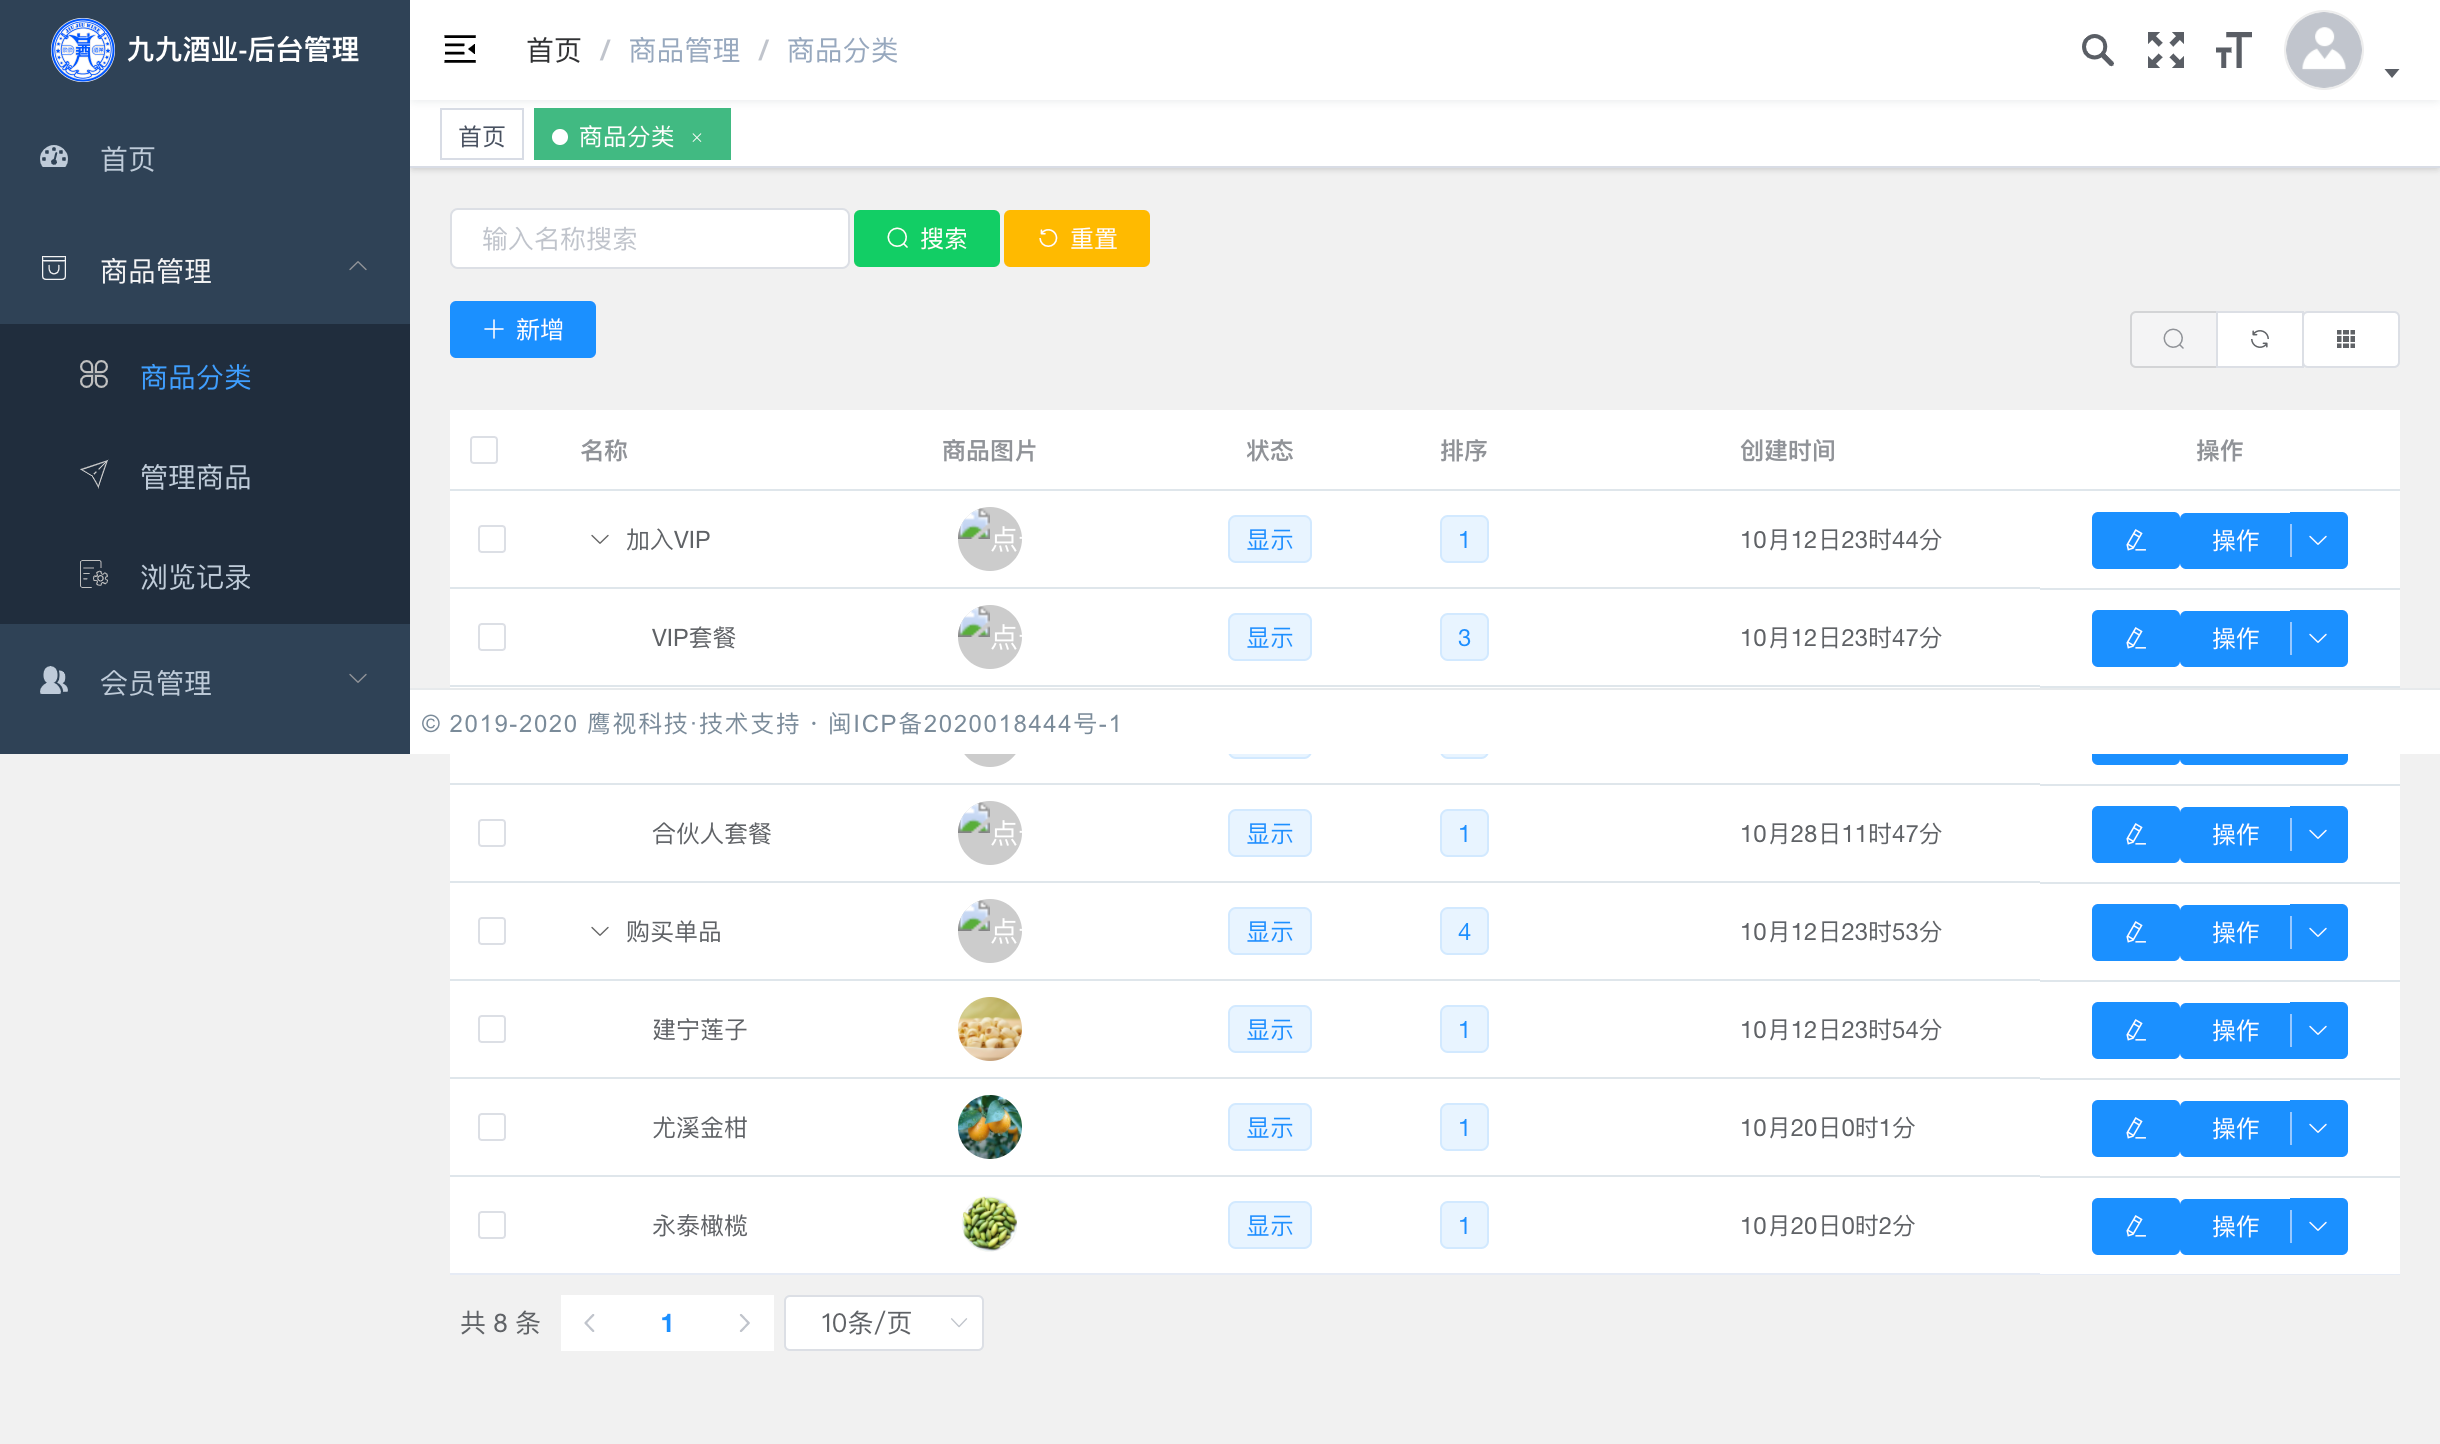 九九酒业-后台管理
首页 / 商品管理 / 商品分类
首页
商品分类 ×
首页
商品管理
商品分类
管理商品
浏览记录
会员管理
输入名称搜索 搜索 重置
新增
名称 商品图片 状态 排序 创建时间 操作
加入VIP 点 显示 1 10月12日23时44分 操作
VIP套餐 点 显示 3 10月12日23时47分 操作
© 2019-2020 鹰视科技·技术支持 · 闽ICP备2020018444号-1
合伙人套餐 点 显示 1 10月28日11时47分 操作
购买单品 点 显示 4 10月12日23时53分 操作
建宁莲子 显示 1 10月12日23时54分 操作
尤溪金柑 显示 1 10月20日0时1分 操作
永泰橄榄 显示 1 10月20日0时2分 操作
共 8 条 1 10条/页